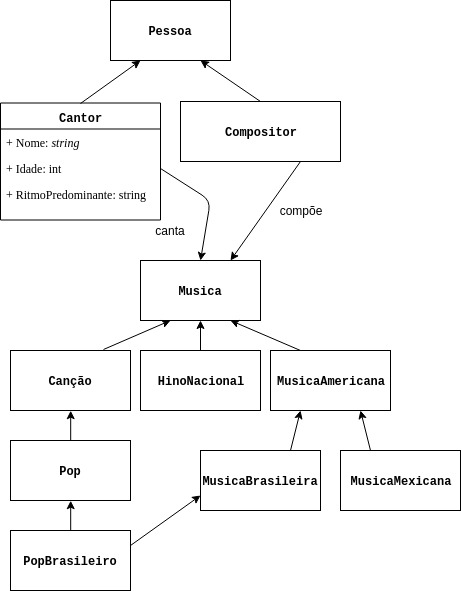 Pessoa
Cantor
+ Nome: string
+ Idade: int
+ RitmoPredominante: string
Compositor
canta
compõe
Musica
Canção
HinoNacional
MusicaAmericana
Pop
MusicaBrasileira
MusicaMexicana
PopBrasileiro